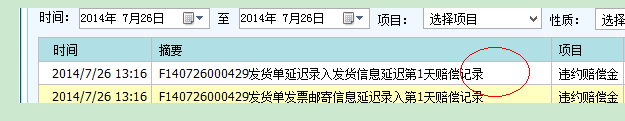 时间： 2014年 7月26日 至 2014年 7月26日 项目： 选择项目 性质： 选择
时间 摘要 项目
2014/7/26 13:16 F140726000429发货单延迟录入发货信息延迟第1天赔偿记录 违约赔偿金
2014/7/26 13:16 F140726000429发货单发票邮寄信息延迟录入第1天赔偿记录 违约赔偿金